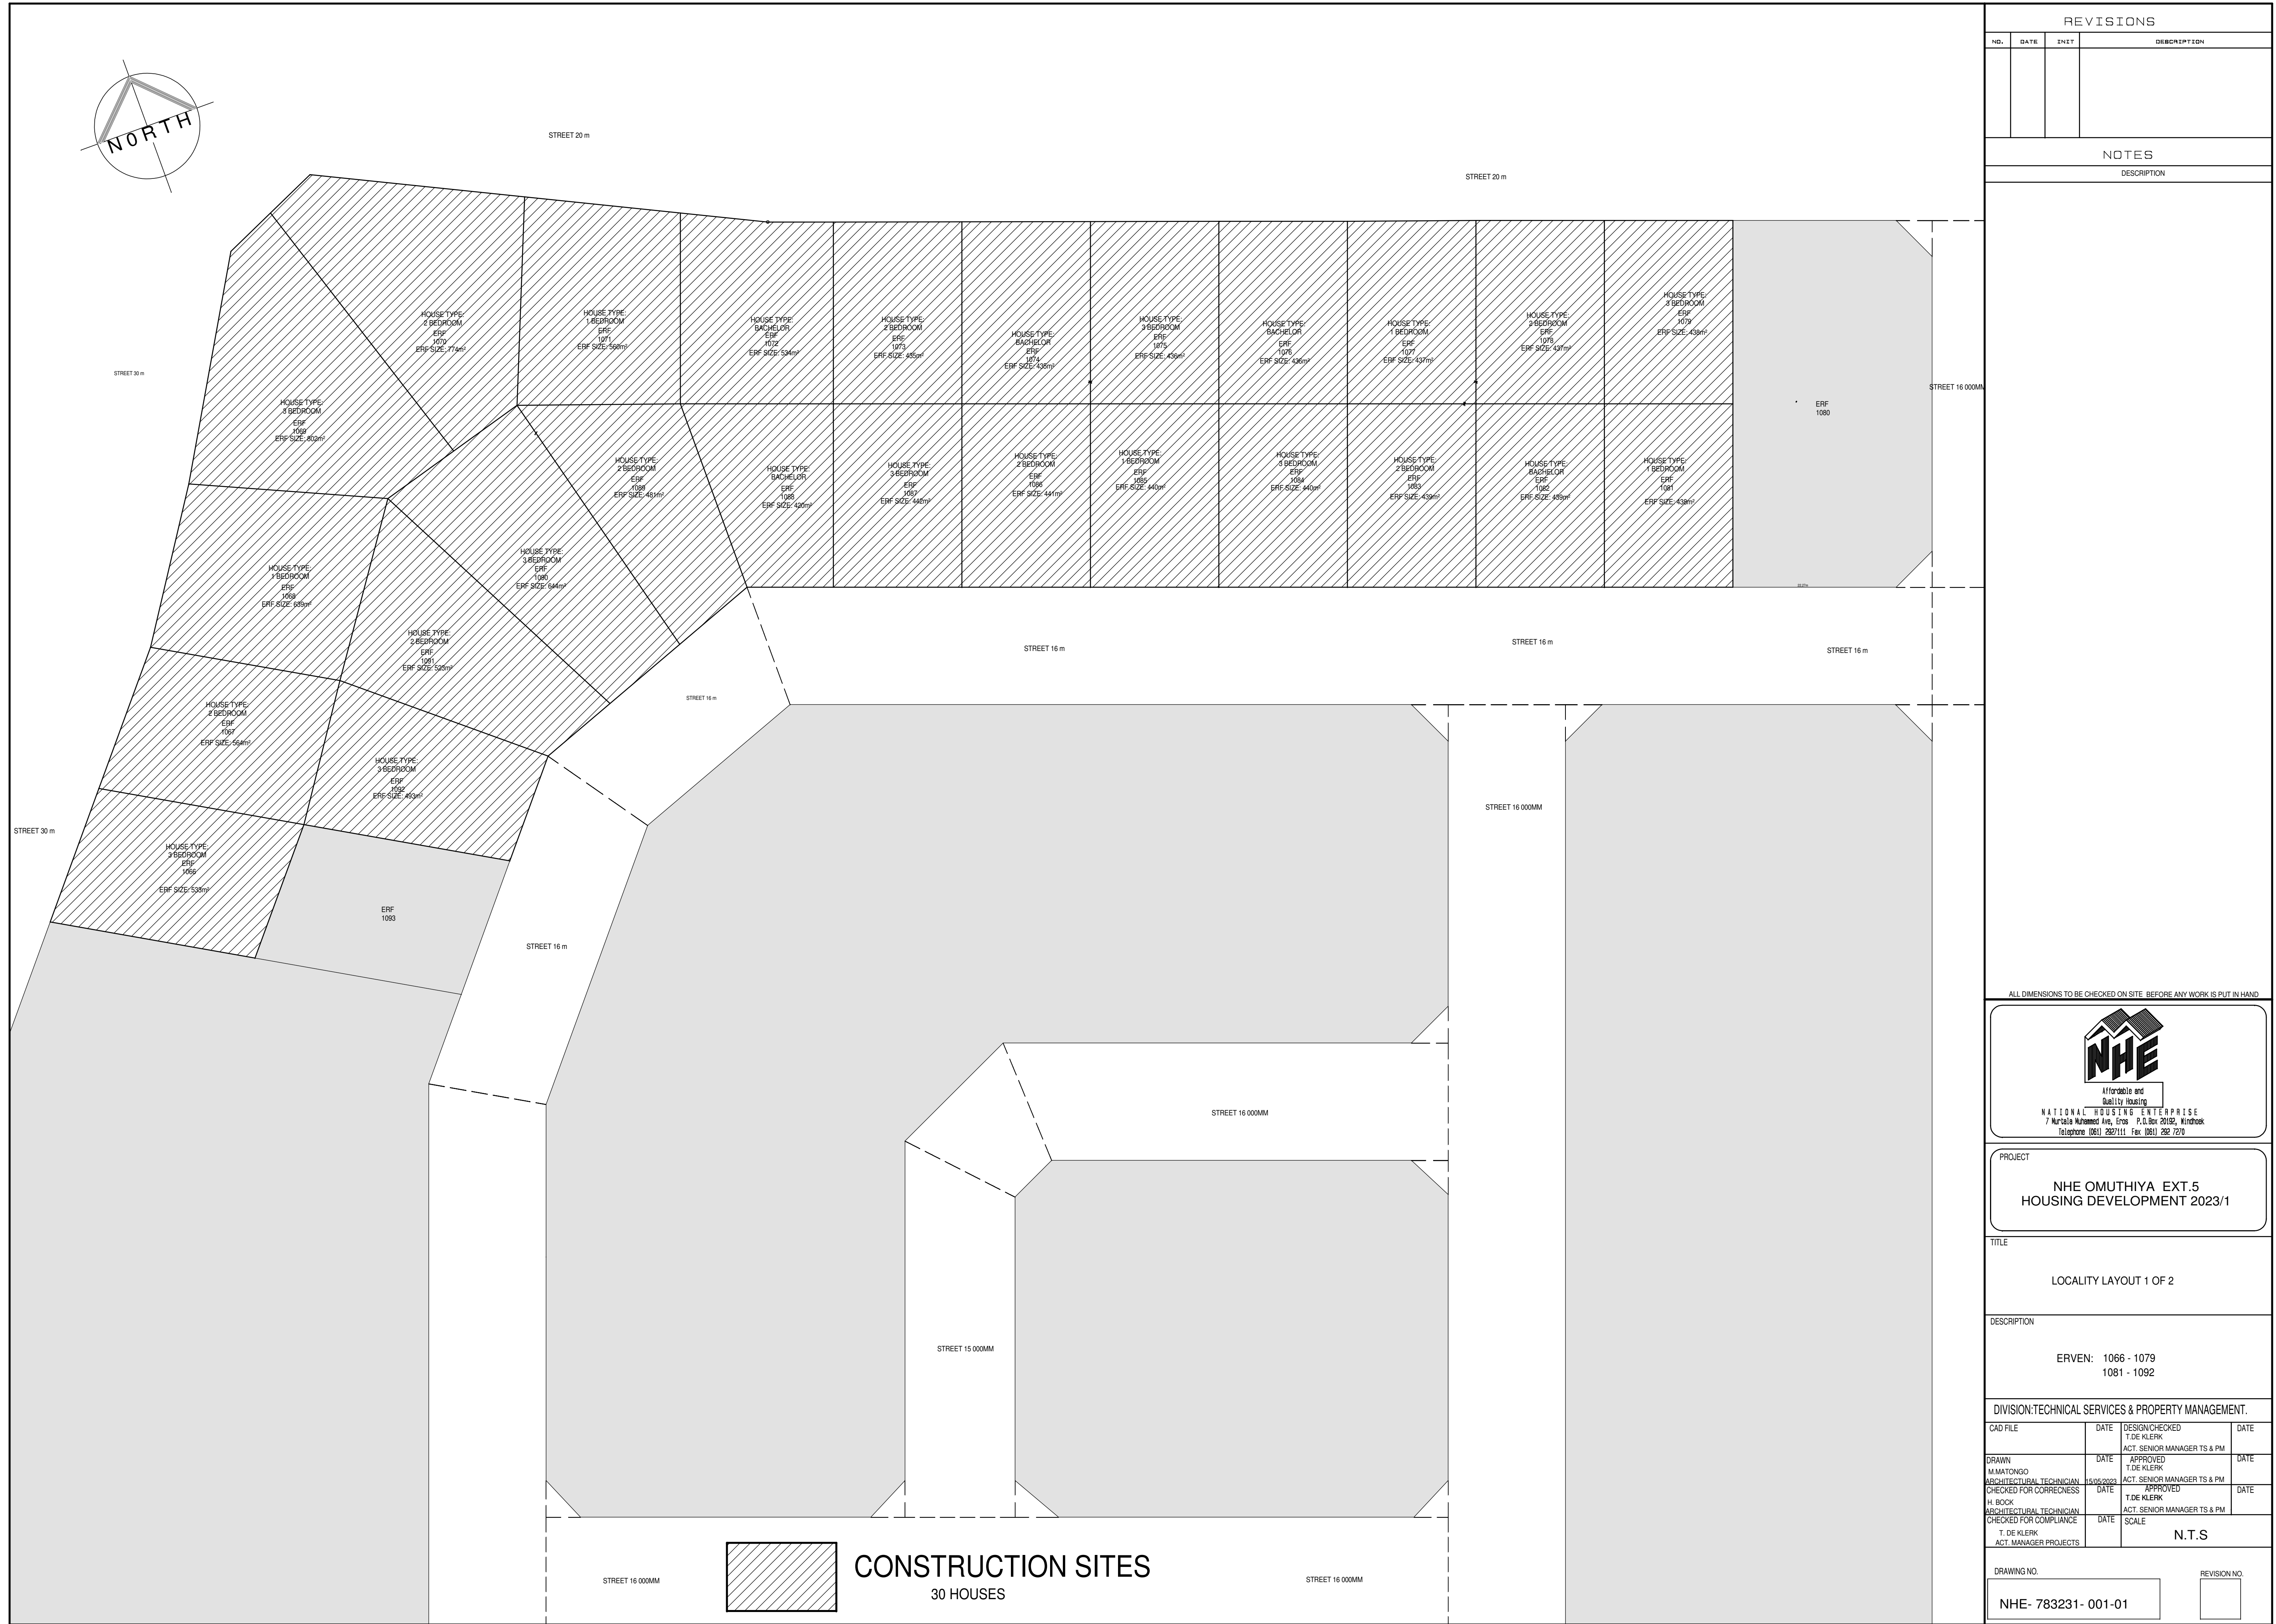 N0RTH
STREET 20 m
STREET 20 m
STREET 30 m
HOUSE TYPE:
2 BEDROOM
ERF
1070
ERF SIZE: 774m²
HOUSE TYPE:
1 BEDROOM
ERF
1071
ERF SIZE: 560m²
HOUSE TYPE:
BACHELOR
ERF
1072
ERF SIZE: 534m²
HOUSE TYPE:
2 BEDROOM
ERF
1073
ERF SIZE: 435m²
HOUSE TYPE:
BACHELOR
ERF
1074
ERF SIZE: 435m²
HOUSE TYPE:
3 BEDROOM
ERF
1075
ERF SIZE: 436m²
HOUSE TYPE:
BACHELOR
ERF
1076
ERF SIZE: 436m²
HOUSE TYPE:
1 BEDROOM
ERF
1077
ERF SIZE: 437m²
HOUSE TYPE:
2 BEDROOM
ERF
1078
ERF SIZE: 437m²
HOUSE TYPE:
3 BEDROOM
ERF
1079
ERF SIZE: 438m²
STREET 16 000MM
ERF
1080
HOUSE TYPE:
3 BEDROOM
ERF
1069
ERF SIZE: 802m²
HOUSE TYPE:
2 BEDROOM
ERF
1089
ERF SIZE: 481m²
HOUSE TYPE:
BACHELOR
ERF
1088
ERF SIZE: 420m²
HOUSE TYPE:
3 BEDROOM
ERF
1087
ERF SIZE: 442m²
HOUSE TYPE:
2 BEDROOM
ERF
1086
ERF SIZE: 441m²
HOUSE TYPE:
1 BEDROOM
ERF
1085
ERF SIZE: 440m²
HOUSE TYPE:
3 BEDROOM
ERF
1084
ERF SIZE: 440m²
HOUSE TYPE:
2 BEDROOM
ERF
1083
ERF SIZE: 439m²
HOUSE TYPE:
BACHELOR
ERF
1082
ERF SIZE: 439m²
HOUSE TYPE:
1 BEDROOM
ERF
1081
ERF SIZE: 438m²
HOUSE TYPE:
1 BEDROOM
ERF
1068
ERF SIZE: 639m²
HOUSE TYPE:
3 BEDROOM
ERF
1090
ERF SIZE: 644m²
HOUSE TYPE:
2 BEDROOM
ERF
1091
ERF SIZE: 523m²
STREET 16 m
STREET 16 m
STREET 16 m
STREET 16 m
HOUSE TYPE:
2 BEDROOM
ERF
1067
ERF SIZE: 564m²
HOUSE TYPE:
3 BEDROOM
ERF
1092
ERF SIZE: 493m²
STREET 30 m
HOUSE TYPE:
3 BEDROOM
ERF
1066
ERF SIZE: 533m²
ERF
1093
STREET 16 m
STREET 16 000MM
STREET 16 000MM
STREET 15 000MM
STREET 16 000MM
STREET 16 000MM
CONSTRUCTION SITES
30 HOUSES
REVISIONS
NO. DATE INIT DESCRIPTION
NOTES
DESCRIPTION
ALL DIMENSIONS TO BE CHECKED ON SITE BEFORE ANY WORK IS PUT IN HAND
NHE
Affordable and
Quality Housing
NATIONAL HOUSING ENTERPRISE
7 Murtala Muhammed Ave, Eros P.O.Box 20192, Windhoek
Telephone (061) 2927111 Fax (061) 292 7270
PROJECT
NHE OMUTHIYA EXT.5
HOUSING DEVELOPMENT 2023/1
TITLE
LOCALITY LAYOUT 1 OF 2
DESCRIPTION
ERVEN: 1066 - 1079
1081 - 1092
DIVISION:TECHNICAL SERVICES & PROPERTY MANAGEMENT.
CAD FILE DATE DESIGN/CHECKED DATE
T.DE KLERK
ACT. SENIOR MANAGER TS & PM
DRAWN DATE APPROVED DATE
M.MATONGO T.DE KLERK
ARCHITECTURAL TECHNICIAN 15/05/2023 ACT. SENIOR MANAGER TS & PM
CHECKED FOR CORRECNESS DATE APPROVED DATE
H. BOCK T.DE KLERK
ARCHITECTURAL TECHNICIAN ACT. SENIOR MANAGER TS & PM
CHECKED FOR COMPLIANCE DATE SCALE
T. DE KLERK N.T.S
ACT. MANAGER PROJECTS
DRAWING NO. REVISION NO.
NHE- 783231- 001-01